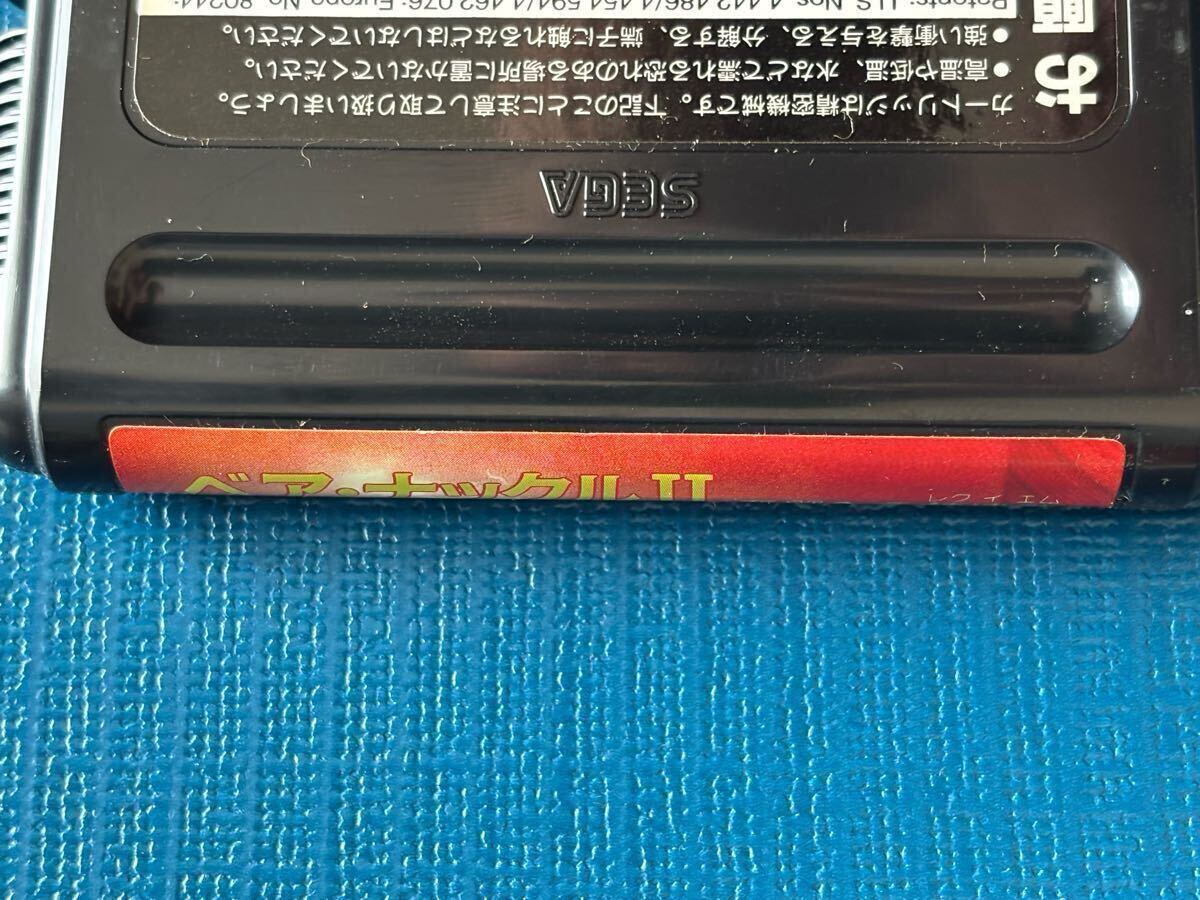 お願
カートリッジは精密機械です。下記のことに注意して取り扱いましょう。
●高温や低温、水などで濡れる恐れのある場所に置かないでください。
●強い衝撃を与える、分解する、端子に触れるなどはしないでください。
Patents: U.S. Nos. 4,442,486/4,454,594/4,462,076; Europe No. 80244;
SEGA
ベア・ナックルII